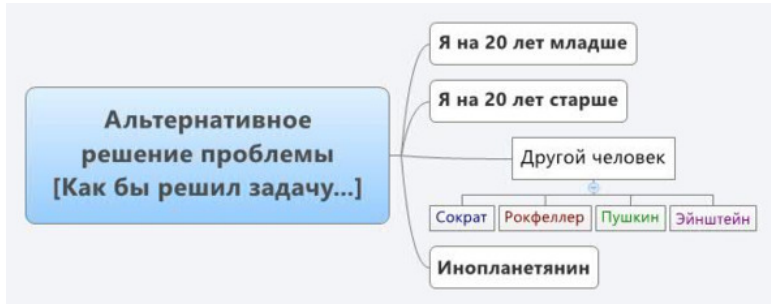 Я на 20 лет младше
Я на 20 лет старше
Альтернативное
решение проблемы
[Как бы решил задачу...]
Другой человек
Сократ Рокфеллер Пушкин Эйнштейн
Инопланетянин